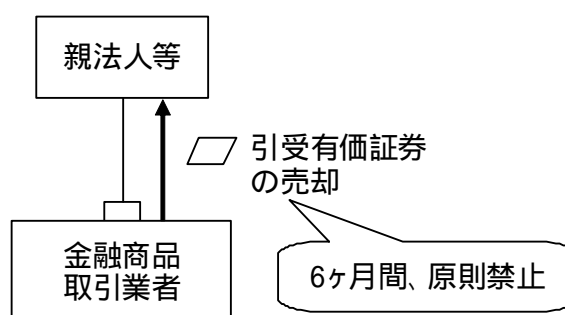 親法人等
引受有価証券
の売却
金融商品
取引業者
6ヶ月間、原則禁止